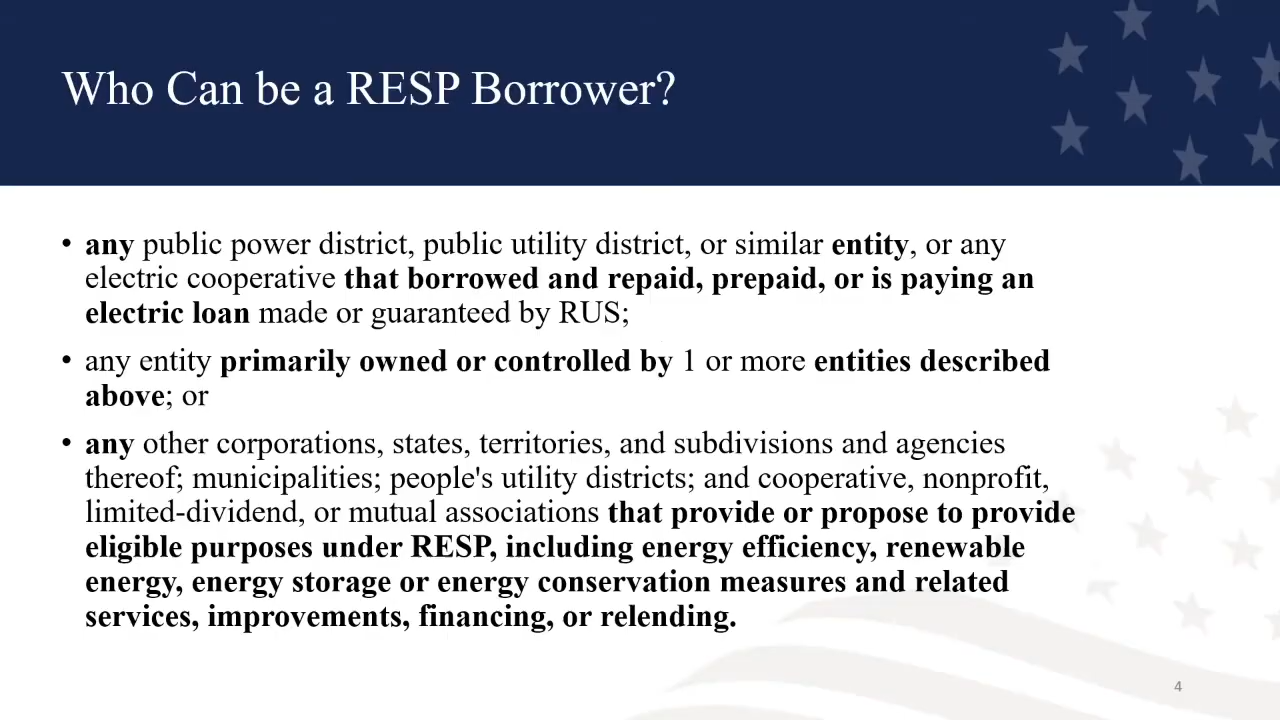 Who Can be a RESP Borrower?
• any public power district, public utility district, or similar entity, or any
electric cooperative that borrowed and repaid, prepaid, or is paying an
electric loan made or guaranteed by RUS;
• any entity primarily owned or controlled by 1 or more entities described
above; or
• any other corporations, states, territories, and subdivisions and agencies
thereof; municipalities; people's utility districts; and cooperative, nonprofit,
limited-dividend, or mutual associations that provide or propose to provide
eligible purposes under RESP, including energy efficiency, renewable
energy, energy storage or energy conservation measures and related
services, improvements, financing, or relending.
4